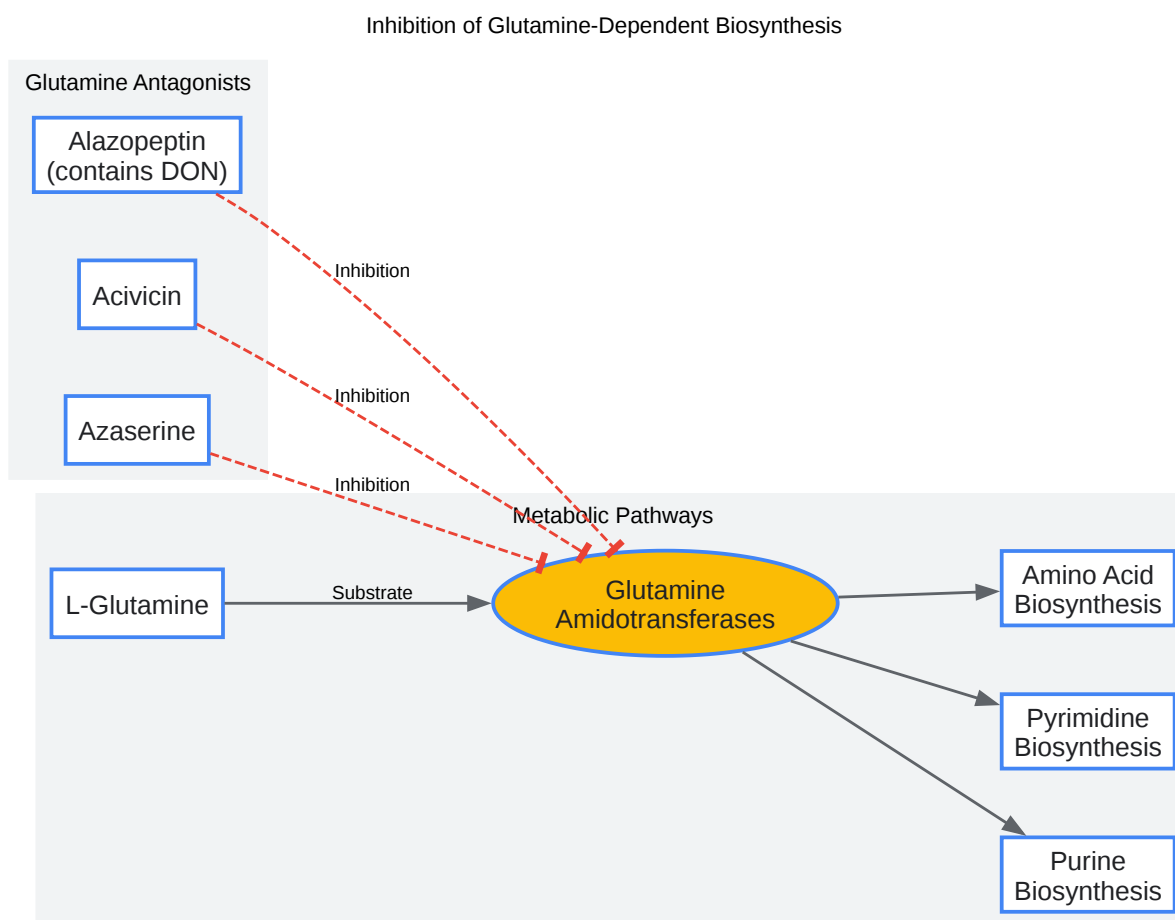 Inhibition of Glutamine-Dependent Biosynthesis
Glutamine Antagonists
Alazopeptin
(contains DON)
Inhibition
Acivicin
Inhibition
Azaserine
Inhibition
Metabolic Pathways
L-Glutamine
Substrate
Glutamine
Amidotransferases
Amino Acid
Biosynthesis
Pyrimidine
Biosynthesis
Purine
Biosynthesis